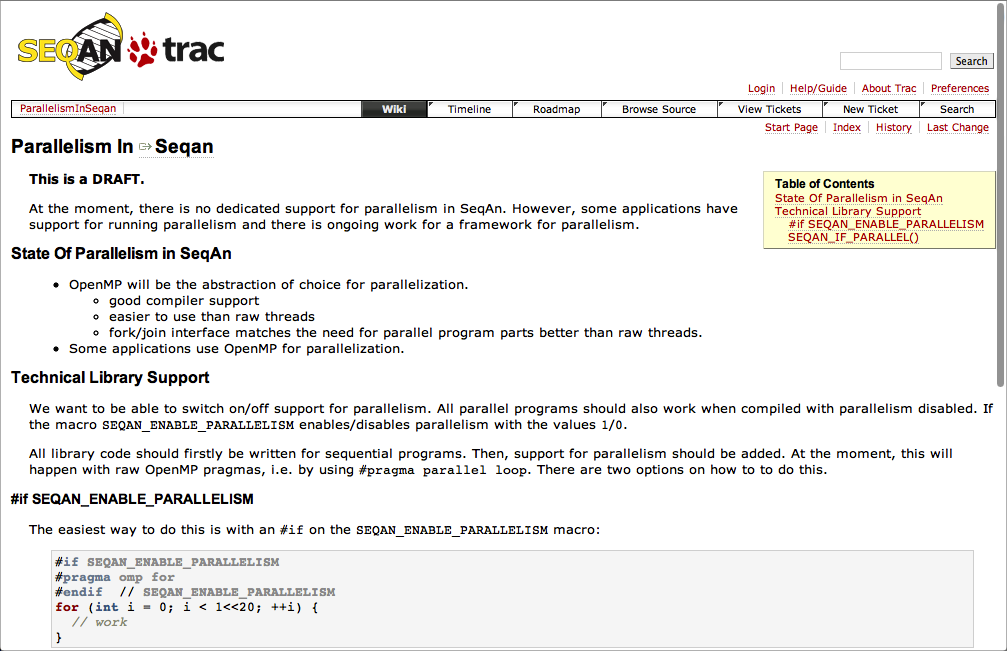 SEQAN trac
Search
Login Help/Guide About Trac Preferences
ParallelismInSeqan Wiki Timeline Roadmap Browse Source View Tickets New Ticket Search
Start Page Index History Last Change
Parallelism In Seqan
This is a DRAFT.
At the moment, there is no dedicated support for parallelism in SeqAn. However, some applications have
support for running parallelism and there is ongoing work for a framework for parallelism.
Table of Contents
State Of Parallelism in SeqAn
Technical Library Support
#if SEQAN_ENABLE_PARALLELISM
SEQAN_IF_PARALLEL()
State Of Parallelism in SeqAn
• OpenMP will be the abstraction of choice for parallelization.
◦ good compiler support
◦ easier to use than raw threads
◦ fork/join interface matches the need for parallel program parts better than raw threads.
• Some applications use OpenMP for parallelization.
Technical Library Support
We want to be able to switch on/off support for parallelism. All parallel programs should also work when compiled with parallelism disabled. If
the macro SEQAN_ENABLE_PARALLELISM enables/disables parallelism with the values 1/0.
All library code should firstly be written for sequential programs. Then, support for parallelism should be added. At the moment, this will
happen with raw OpenMP pragmas, i.e. by using #pragma parallel loop. There are two options on how to to do this.
#if SEQAN_ENABLE_PARALLELISM
The easiest way to do this is with an #if on the SEQAN_ENABLE_PARALLELISM macro:
#if SEQAN_ENABLE_PARALLELISM
#pragma omp for
#endif // SEQAN_ENABLE_PARALLELISM
for (int i = 0; i < 1<<20; ++i) {
// work
}